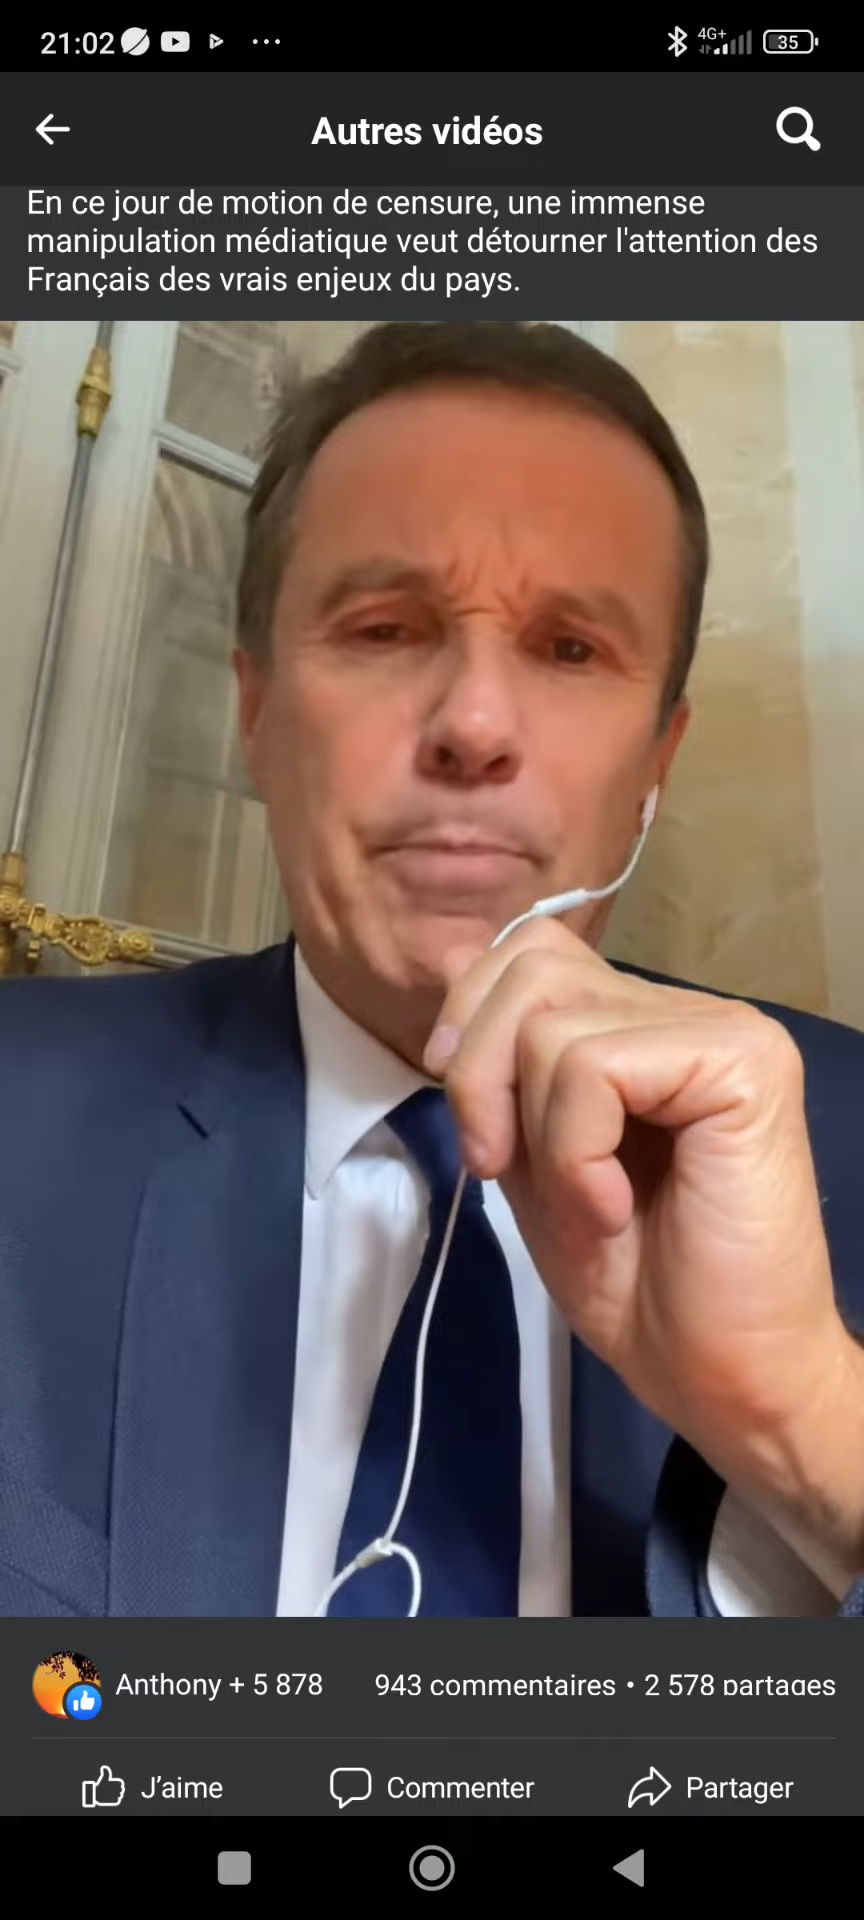 21:02
4G+
35
Autres vidéos
En ce jour de motion de censure, une immense
manipulation médiatique veut détourner l'attention des
Français des vrais enjeux du pays.
Anthony + 5 878
943 commentaires • 2 578 partages
J’aime
Commenter
Partager